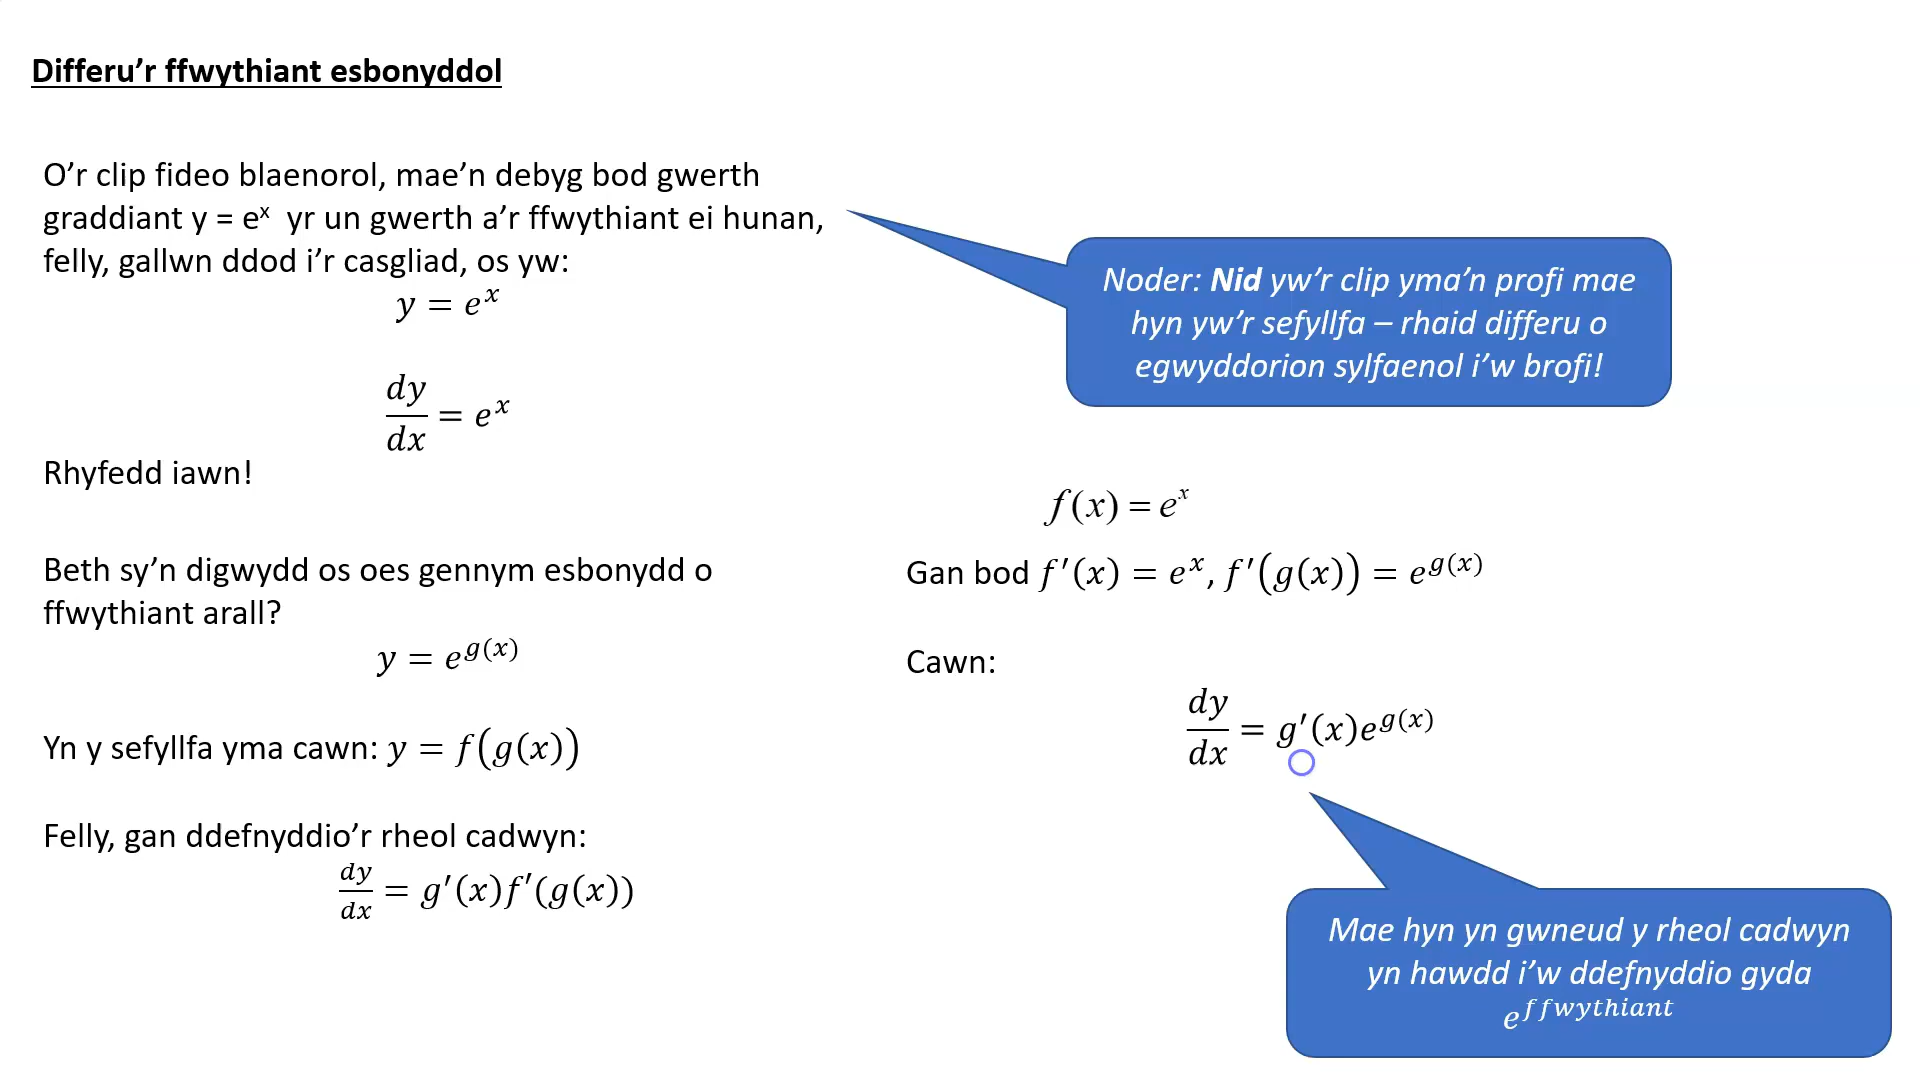 Differu’r ffwythiant esbonyddol
O’r clip fideo blaenorol, mae’n debyg bod gwerth
graddiant y = eˣ yr un gwerth a’r ffwythiant ei hunan,
felly, gallwn ddod i’r casgliad, os yw:
y = e^x
dy/dx = e^x
Rhyfedd iawn!
Beth sy’n digwydd os oes gennym esbonydd o
ffwythiant arall?
y = e^g(x)
Yn y sefyllfa yma cawn: y = f(g(x))
Felly, gan ddefnyddio’r rheol cadwyn:
dy/dx = g′(x)f′(g(x))
Noder: Nid yw’r clip yma’n profi mae
hyn yw’r sefyllfa – rhaid differu o
egwyddorion sylfaenol i’w brofi!
f(x) = e^x
Gan bod f′(x) = e^x, f′(g(x)) = e^g(x)
Cawn:
dy/dx = g′(x)e^g(x)
Mae hyn yn gwneud y rheol cadwyn
yn hawdd i’w ddefnyddio gyda
e^ffwythiant